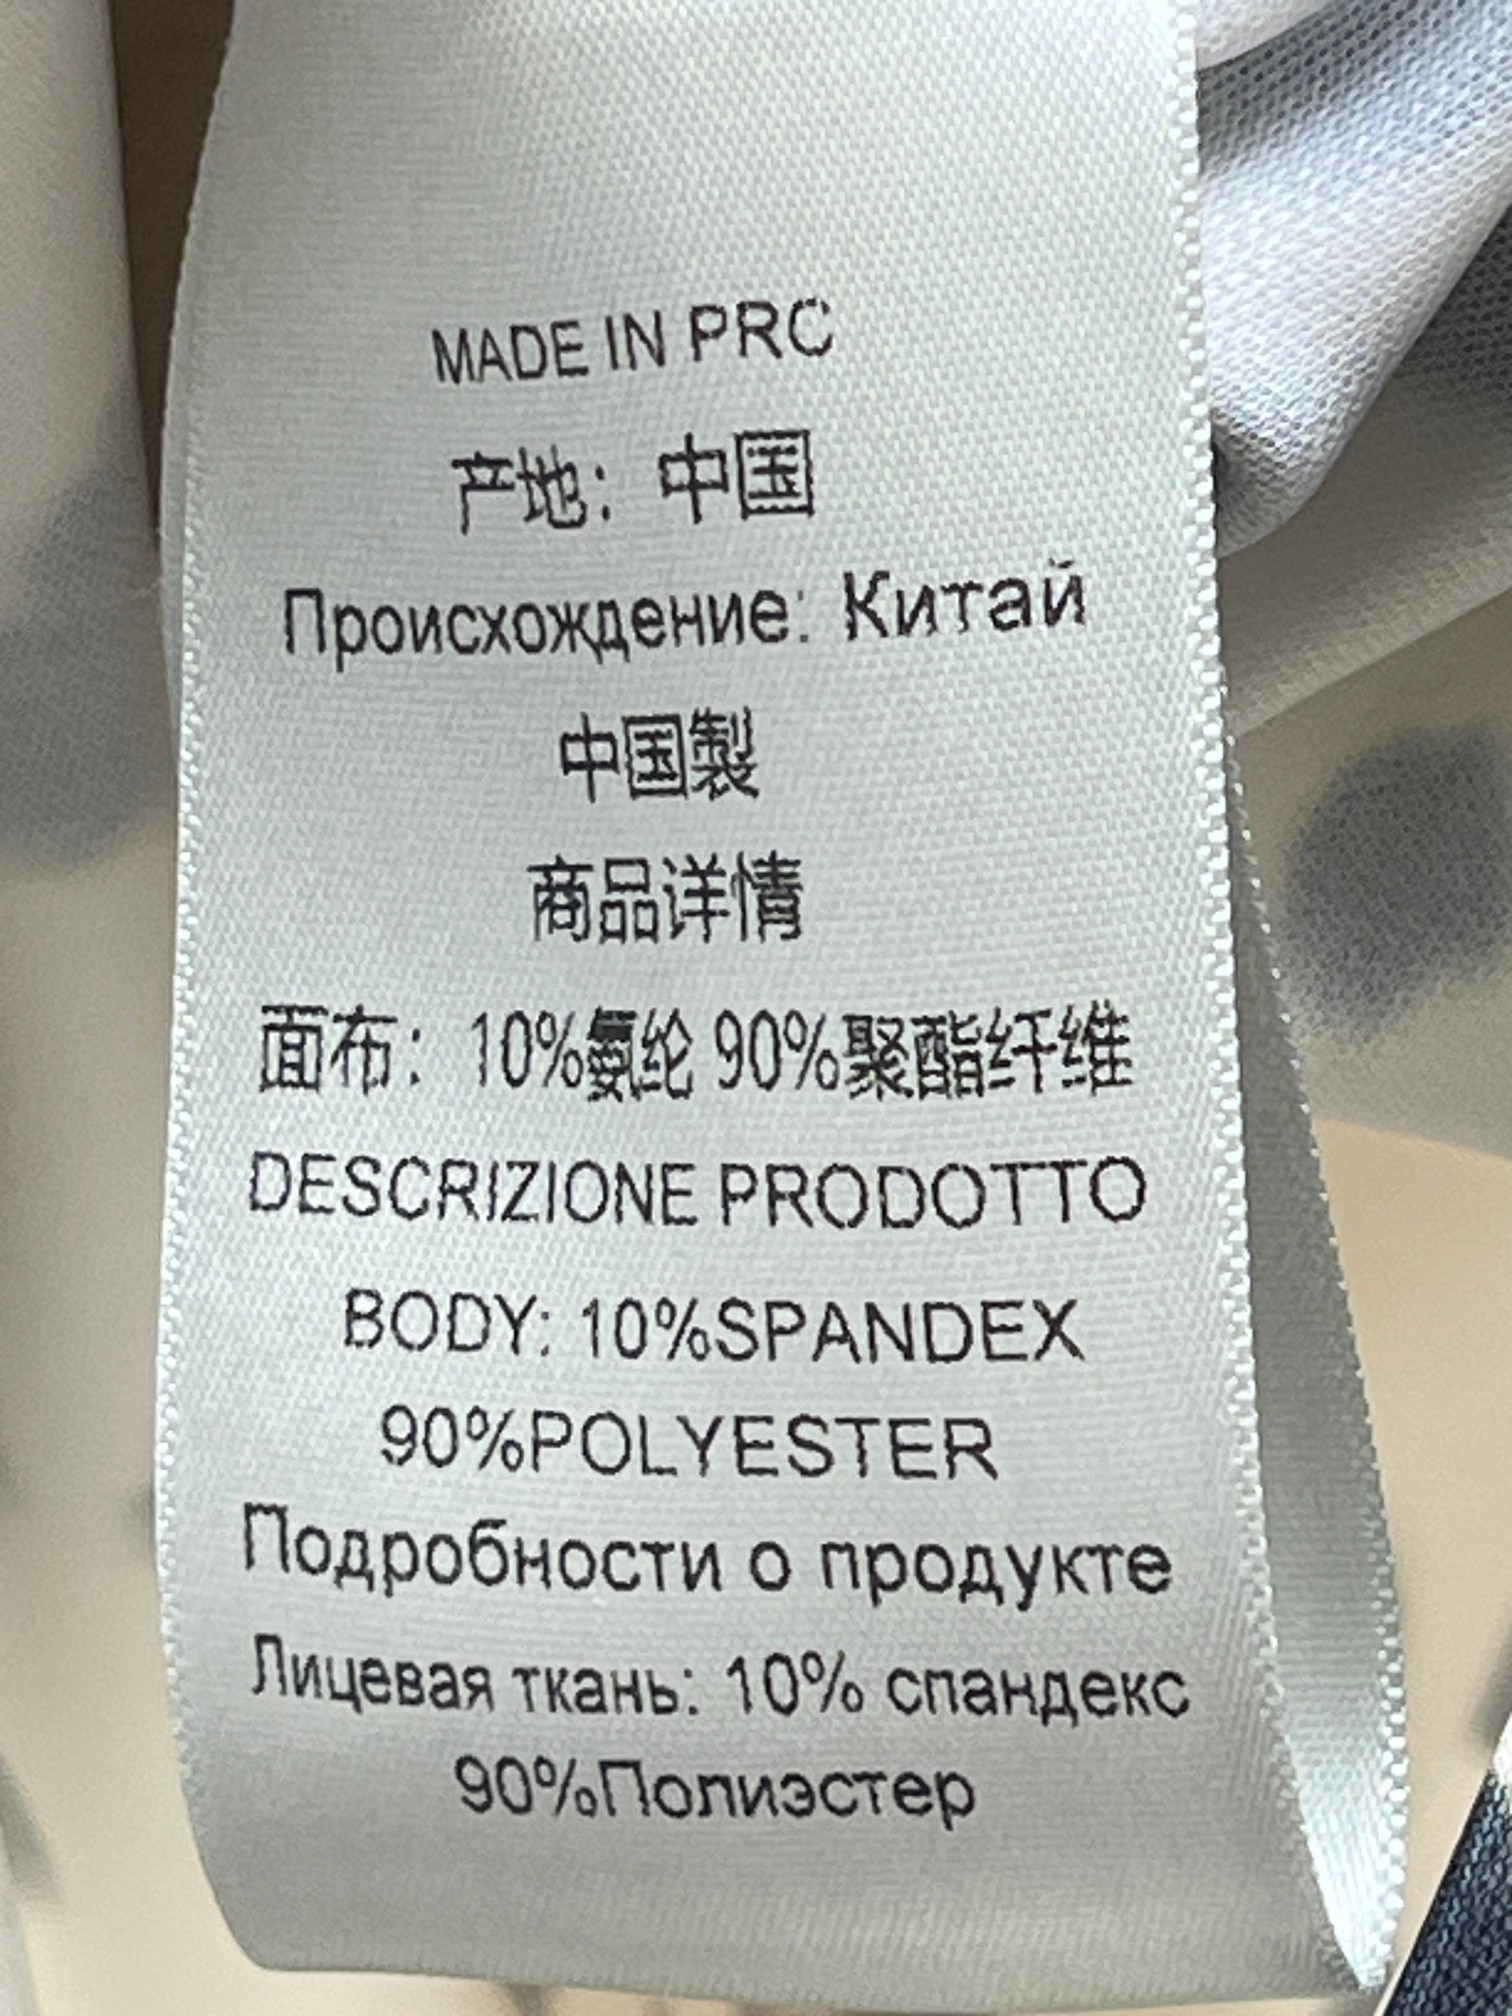 MADE IN PRC
产地：中国
Происхождение: Китай
中国製
商品详情
面布：10%氨纶 90%聚酯纤维
DESCRIZIONE PRODOTTO
BODY: 10%SPANDEX
90%POLYESTER
Подробности о продукте
Лицевая ткань: 10% спандекс
90%Полиэстер